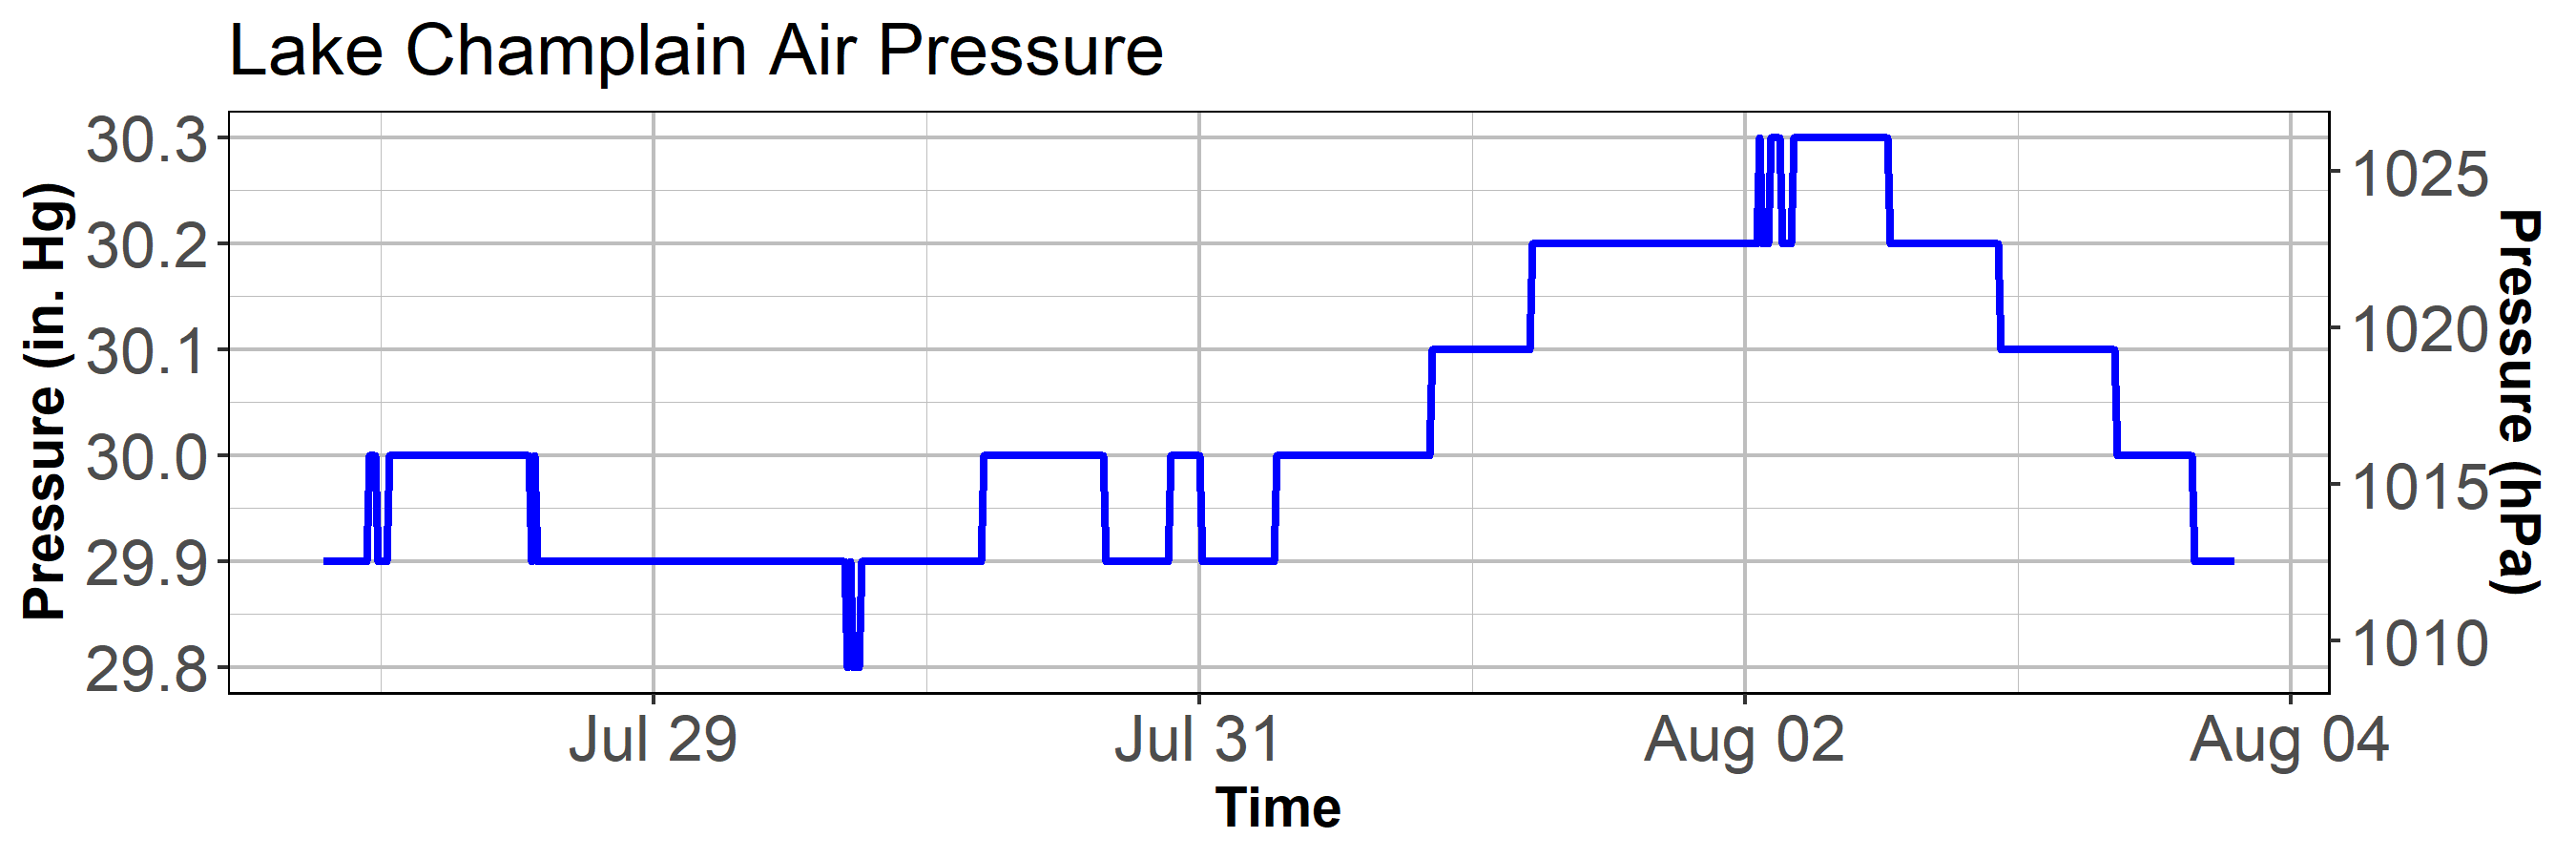 Lake Champlain Air Pressure
Pressure (in. Hg)
30.3
30.2
30.1
30.0
29.9
29.8
1025
1020
1015
1010
Pressure (hPa)
Jul 29
Jul 31
Aug 02
Aug 04
Time